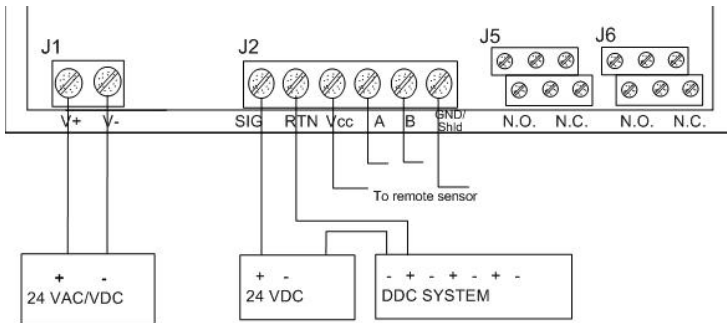 J1 J2 J5 J6
V+ V- SIG RTN Vcc A B GND/ Shld N.O. N.C. N.O. N.C.
To remote sensor
+ - + - - + - + - + -
24 VAC/VDC 24 VDC DDC SYSTEM